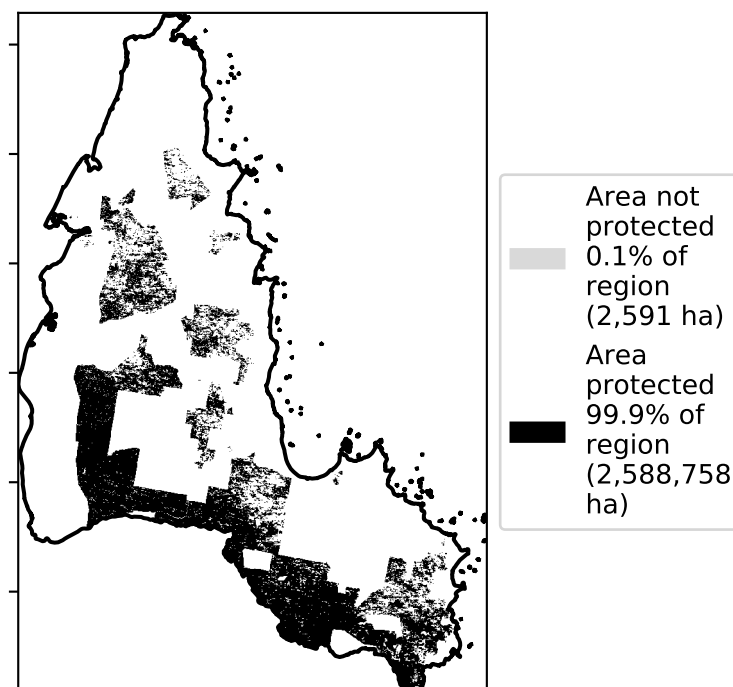 Area not
protected
0.1% of
region
(2,591 ha)
Area
protected
99.9% of
region
(2,588,758
ha)